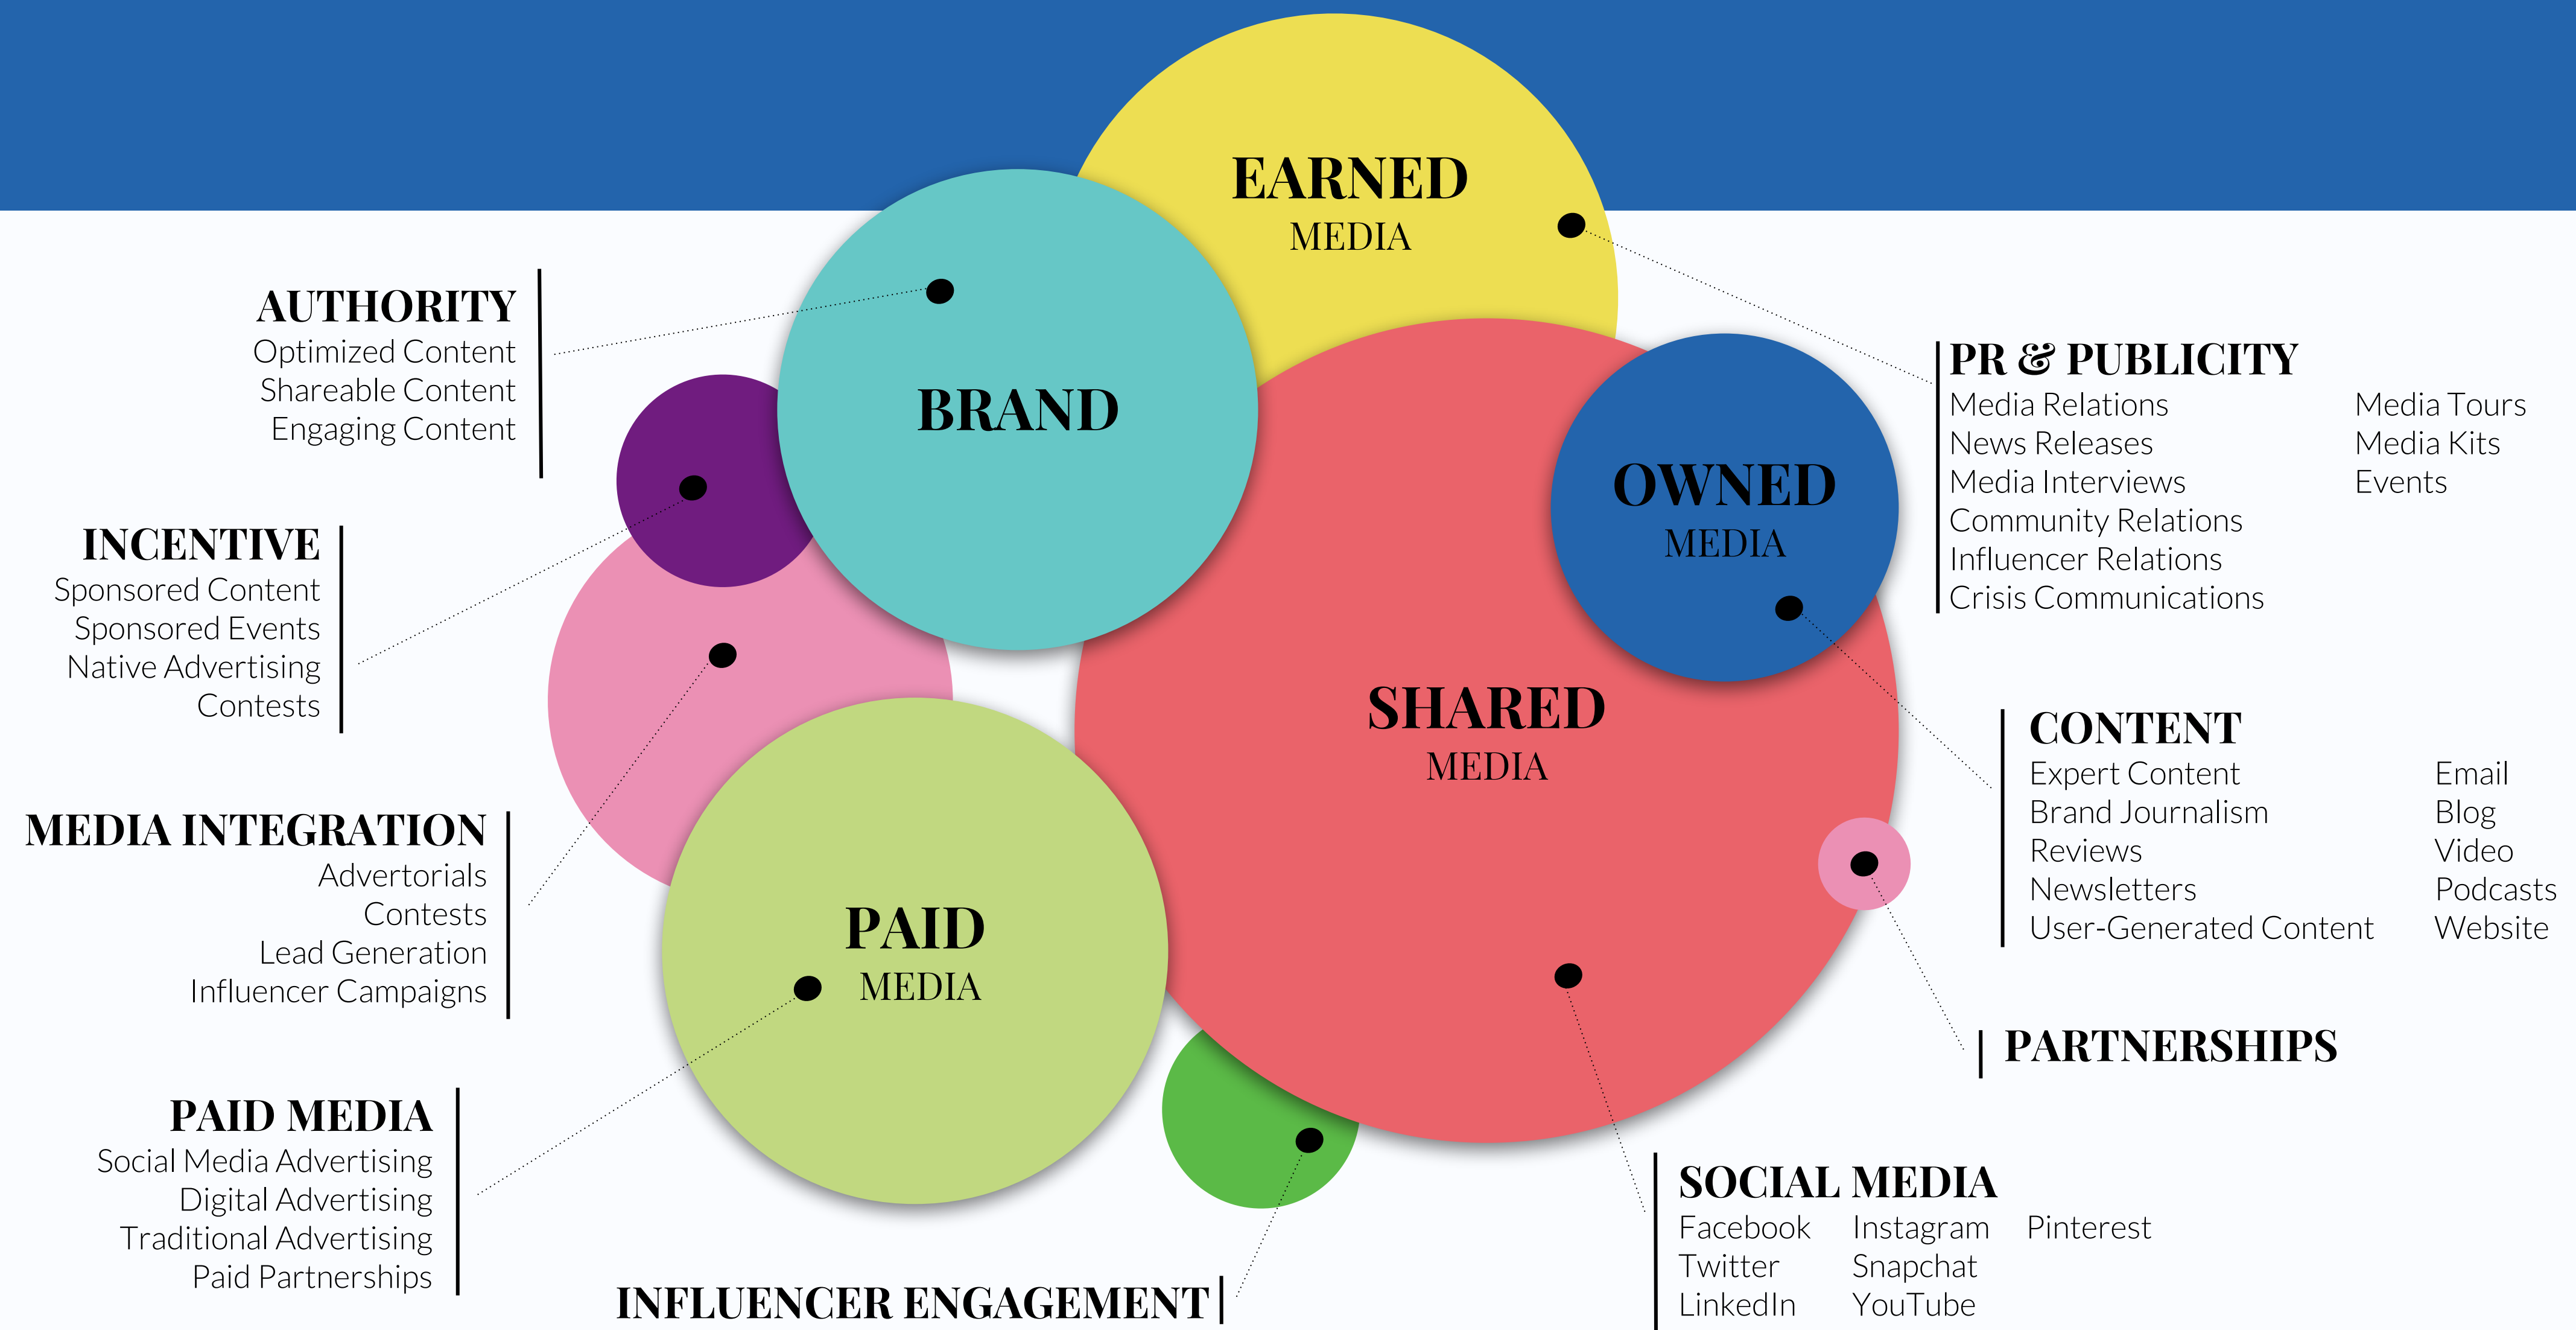 EARNED
MEDIA
BRAND
OWNED
MEDIA
SHARED
MEDIA
PAID
MEDIA
AUTHORITY
Optimized Content
Shareable Content
Engaging Content
INCENTIVE
Sponsored Content
Sponsored Events
Native Advertising
Contests
MEDIA INTEGRATION
Advertorials
Contests
Lead Generation
Influencer Campaigns
PAID MEDIA
Social Media Advertising
Digital Advertising
Traditional Advertising
Paid Partnerships
INFLUENCER ENGAGEMENT
PR & PUBLICITY
Media Relations
News Releases
Media Interviews
Community Relations
Influencer Relations
Crisis Communications
Media Tours
Media Kits
Events
CONTENT
Expert Content
Brand Journalism
Reviews
Newsletters
User-Generated Content
Email
Blog
Video
Podcasts
Website
PARTNERSHIPS
SOCIAL MEDIA
Facebook
Twitter
LinkedIn
Instagram
Snapchat
YouTube
Pinterest